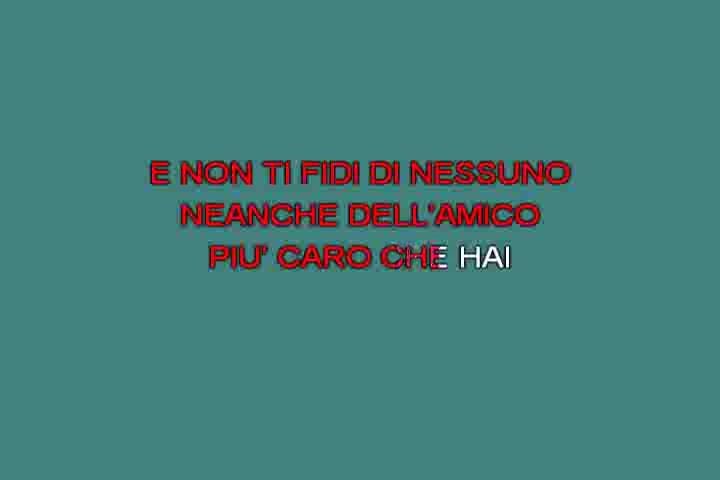 E NON TI FIDI DI NESSUNO
NEANCHE DELL'AMICO
PIU' CARO CHE HAI